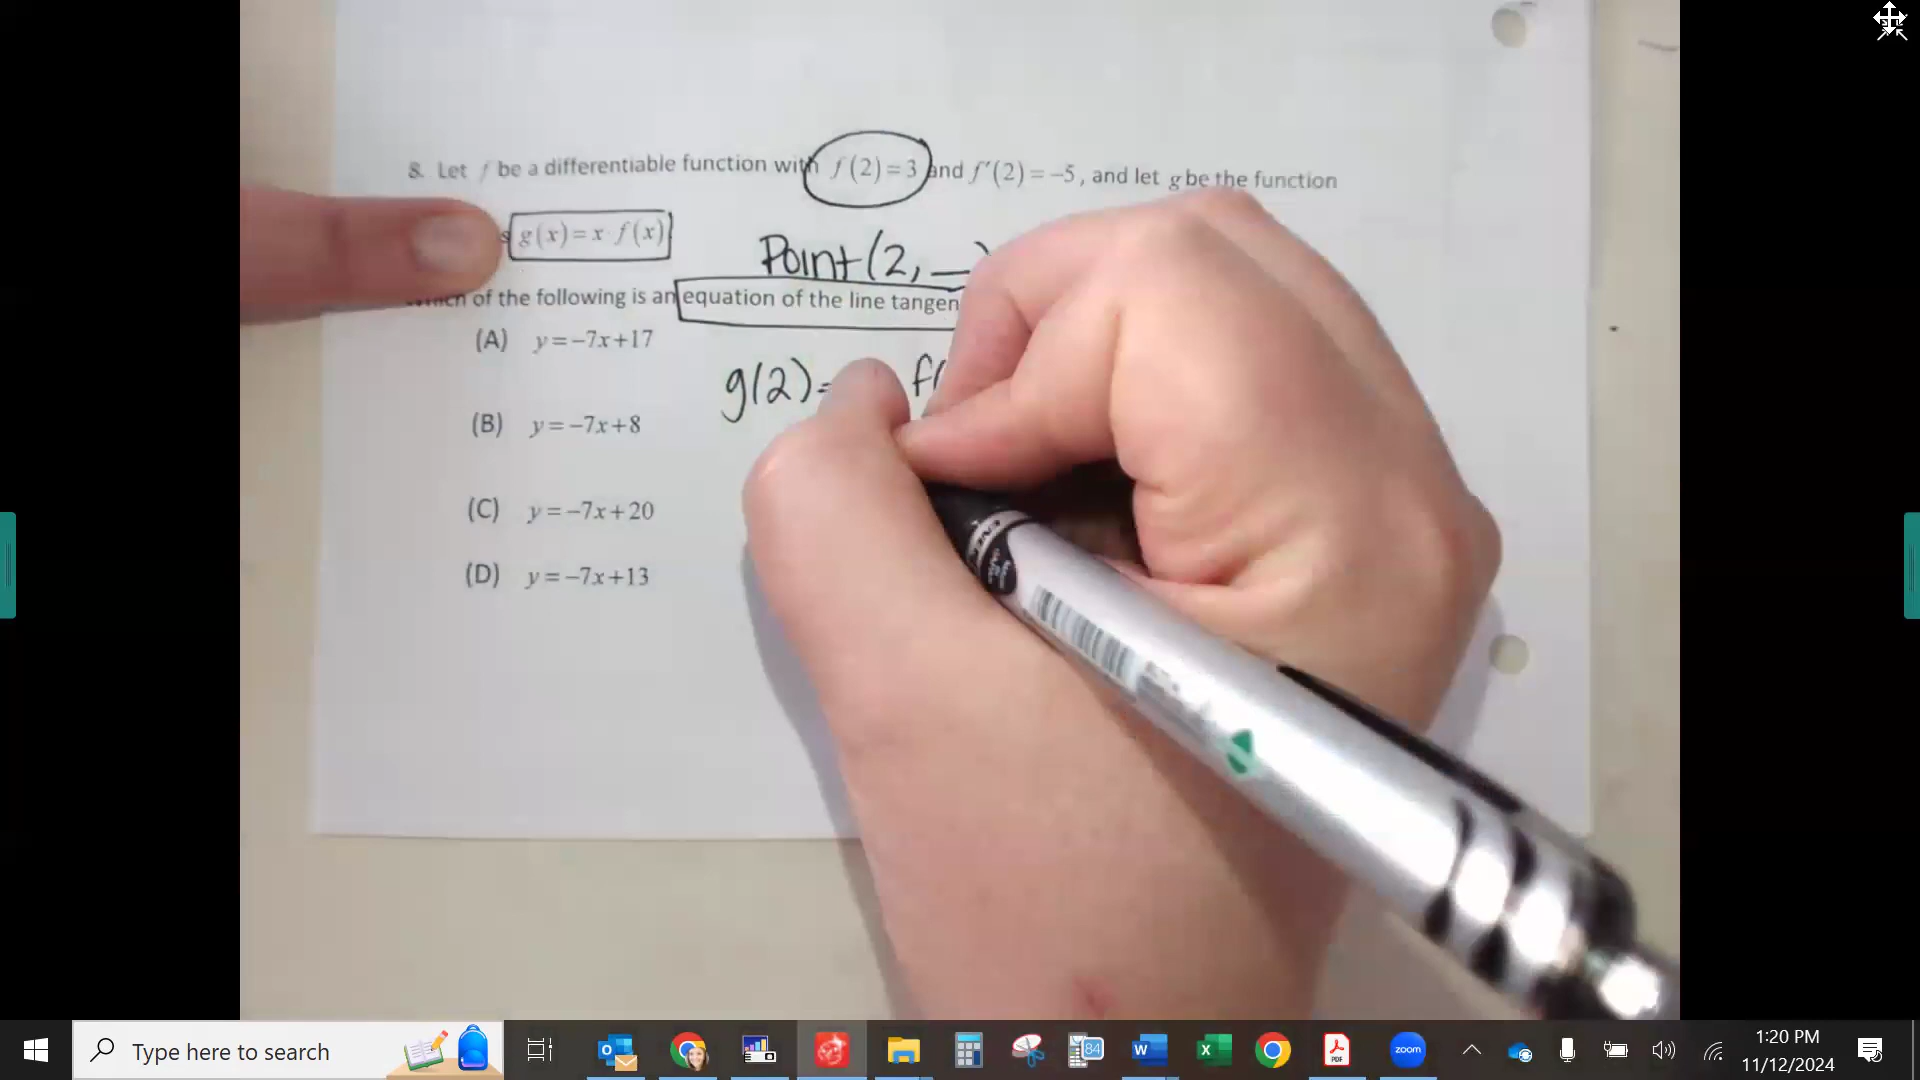 8. Let f be a differentiable function with f(2)=3 and f′(2)=−5, and let g be the function
g(x)=x·f(x)
Point (2, _)
of the following is an equation of the line tangen
(A) y=−7x+17
g(2)= f(
(B) y=−7x+8
(C) y=−7x+20
(D) y=−7x+13
Type here to search
84
zoom
1:20 PM
11/12/2024